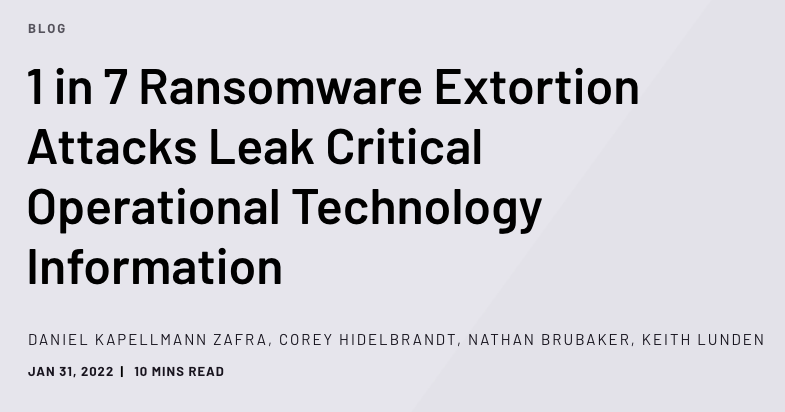 BLOG
1 in 7 Ransomware Extortion
Attacks Leak Critical
Operational Technology
Information
DANIEL KAPELLMANN ZAFRA, COREY HIDELBRANDT, NATHAN BRUBAKER, KEITH LUNDEN
JAN 31, 2022 | 10 MINS READ